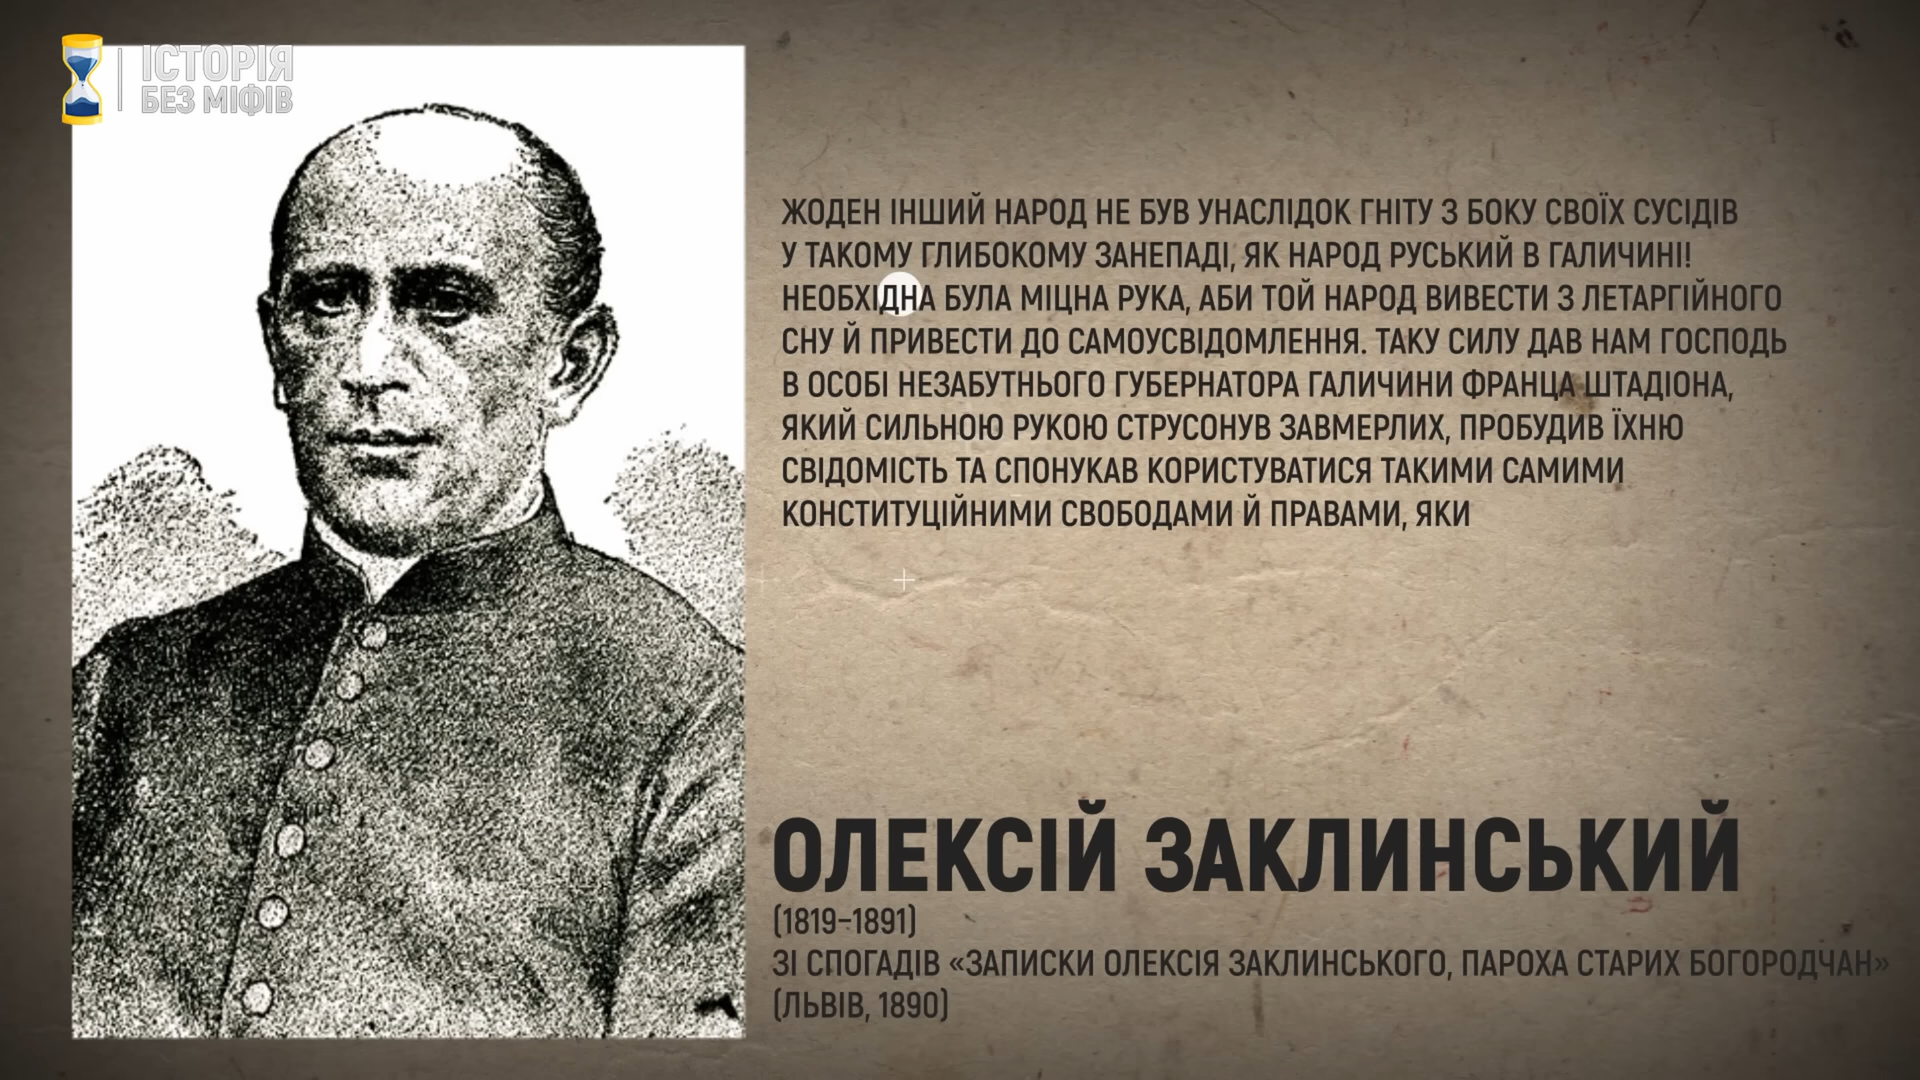 ІСТОРІЯ
БЕЗ МІФІВ
ЖОДЕН ІНШИЙ НАРОД НЕ БУВ УНАСЛІДОК ГНІТУ З БОКУ СВОЇХ СУСІДІВ
У ТАКОМУ ГЛИБОКОМУ ЗАНЕПАДІ, ЯК НАРОД РУСЬКИЙ В ГАЛИЧИНІ!
НЕОБХІДНА БУЛА МІЦНА РУКА, АБИ ТОЙ НАРОД ВИВЕСТИ З ЛЕТАРГІЙНОГО
СНУ Й ПРИВЕСТИ ДО САМОУСВІДОМЛЕННЯ. ТАКУ СИЛУ ДАВ НАМ ГОСПОДЬ
В ОСОБІ НЕЗАБУТНЬОГО ГУБЕРНАТОРА ГАЛИЧИНИ ФРАНЦА ШТАДІОНА,
ЯКИЙ СИЛЬНОЮ РУКОЮ СТРУСОНУВ ЗАВМЕРЛИХ, ПРОБУДИВ ЇХНЮ
СВІДОМІСТЬ ТА СПОНУКАВ КОРИСТУВАТИСЯ ТАКИМИ САМИМИ
КОНСТИТУЦІЙНИМИ СВОБОДАМИ Й ПРАВАМИ, ЯКИ
ОЛЕКСІЙ ЗАКЛИНСЬКИЙ
(1819–1891)
ЗІ СПОГАДІВ «ЗАПИСКИ ОЛЕКСІЯ ЗАКЛИНСЬКОГО, ПАРОХА СТАРИХ БОГОРОДЧАН»
(ЛЬВІВ, 1890)